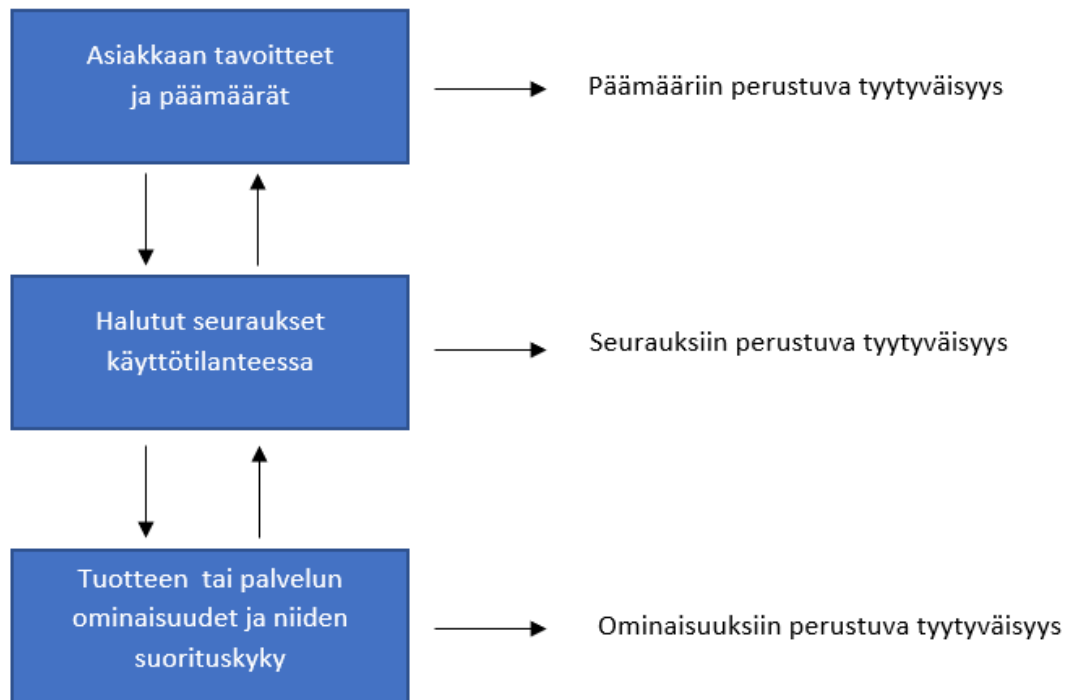 Asiakkaan tavoitteet
ja päämäärät
Päämääriin perustuva tyytyväisyys
Halutut seuraukset
käyttötilanteessa
Seurauksiin perustuva tyytyväisyys
Tuotteen tai palvelun
ominaisuudet ja niiden
suorituskyky
Ominaisuuksiin perustuva tyytyväisyys